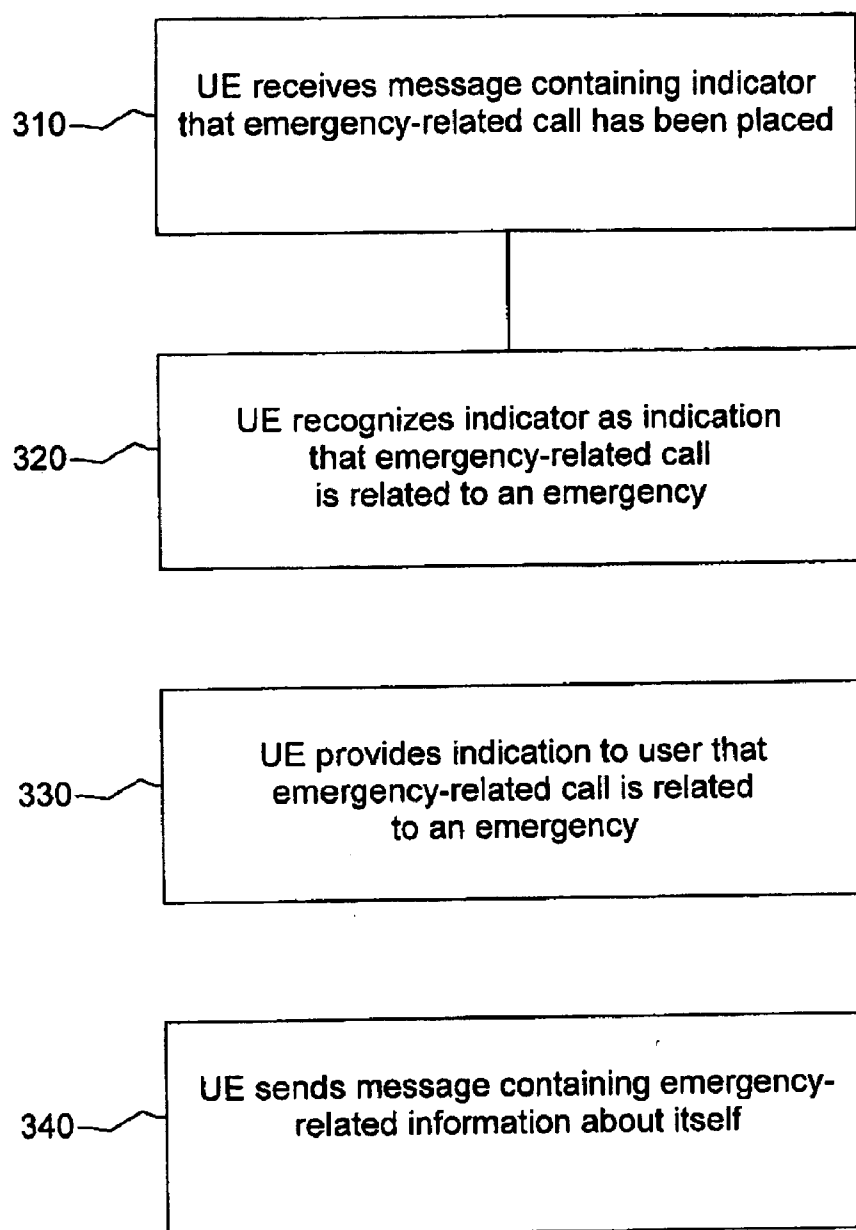 UE receives message containing indicator
that emergency-related call has been placed
310
UE recognizes indicator as indication
that emergency-related call
is related to an emergency
320
UE provides indication to user that
emergency-related call is related
to an emergency
330
UE sends message containing emergency-
related information about itself
340